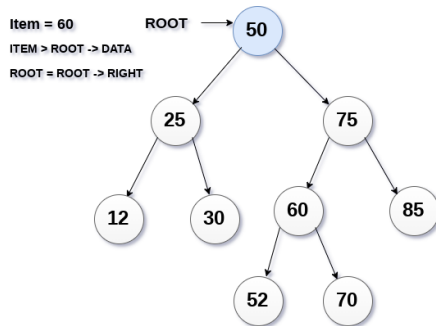 Item = 60
ROOT
50
ITEM > ROOT -> DATA
ROOT = ROOT -> RIGHT
25
75
12
30
60
85
52
70